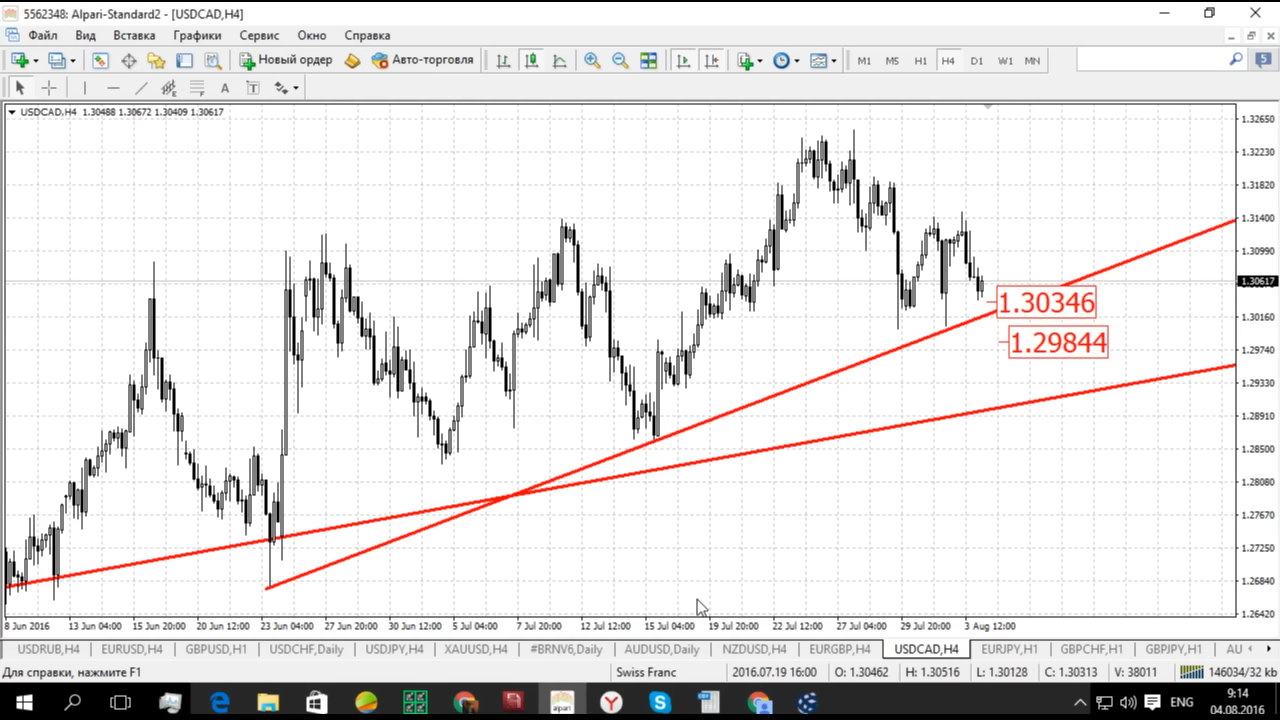 5562348: Alpari-Standard2 - [USDCAD,H4]
Файл Вид Вставка Графики Сервис Окно Справка
Новый ордер Авто-торговля M1 M5 M15 H1 H4 D1 W1 MN 5
A T
USDCAD,H4 1.30488 1.30672 1.30409 1.30617
1.32650
1.32230
1.31820
1.31400
1.30990
1.30617
1.30346
1.30160
1.29844
1.29740
1.29330
1.28910
1.28500
1.28080
1.27670
1.27250
1.26840
1.26420
8 Jun 2016 13 Jun 04:00 15 Jun 20:00 20 Jun 12:00 23 Jun 04:00 27 Jun 20:00 30 Jun 12:00 5 Jul 04:00 7 Jul 20:00 12 Jul 12:00 15 Jul 04:00 19 Jul 20:00 22 Jul 12:00 27 Jul 04:00 29 Jul 20:00 3 Aug 12:00
USDRUB,H4 EURUSD,H4 GBPUSD,H1 USDCHF,Daily USDJPY,H4 XAUUSD,H4 #BRNV6,Daily AUDUSD,Daily NZDUSD,H4 EURGBP,H4 USDCAD,H4 EURJPY,H1 GBPCHF,H1 GBPJPY,H1 AU
Для справки, нажмите F1 Swiss Franc 2016.07.19 16:00 O: 1.30462 H: 1.30516 L: 1.30128 C: 1.30313 V: 38011 146034/32 kb
alpari ENG 9:14
04.08.2016